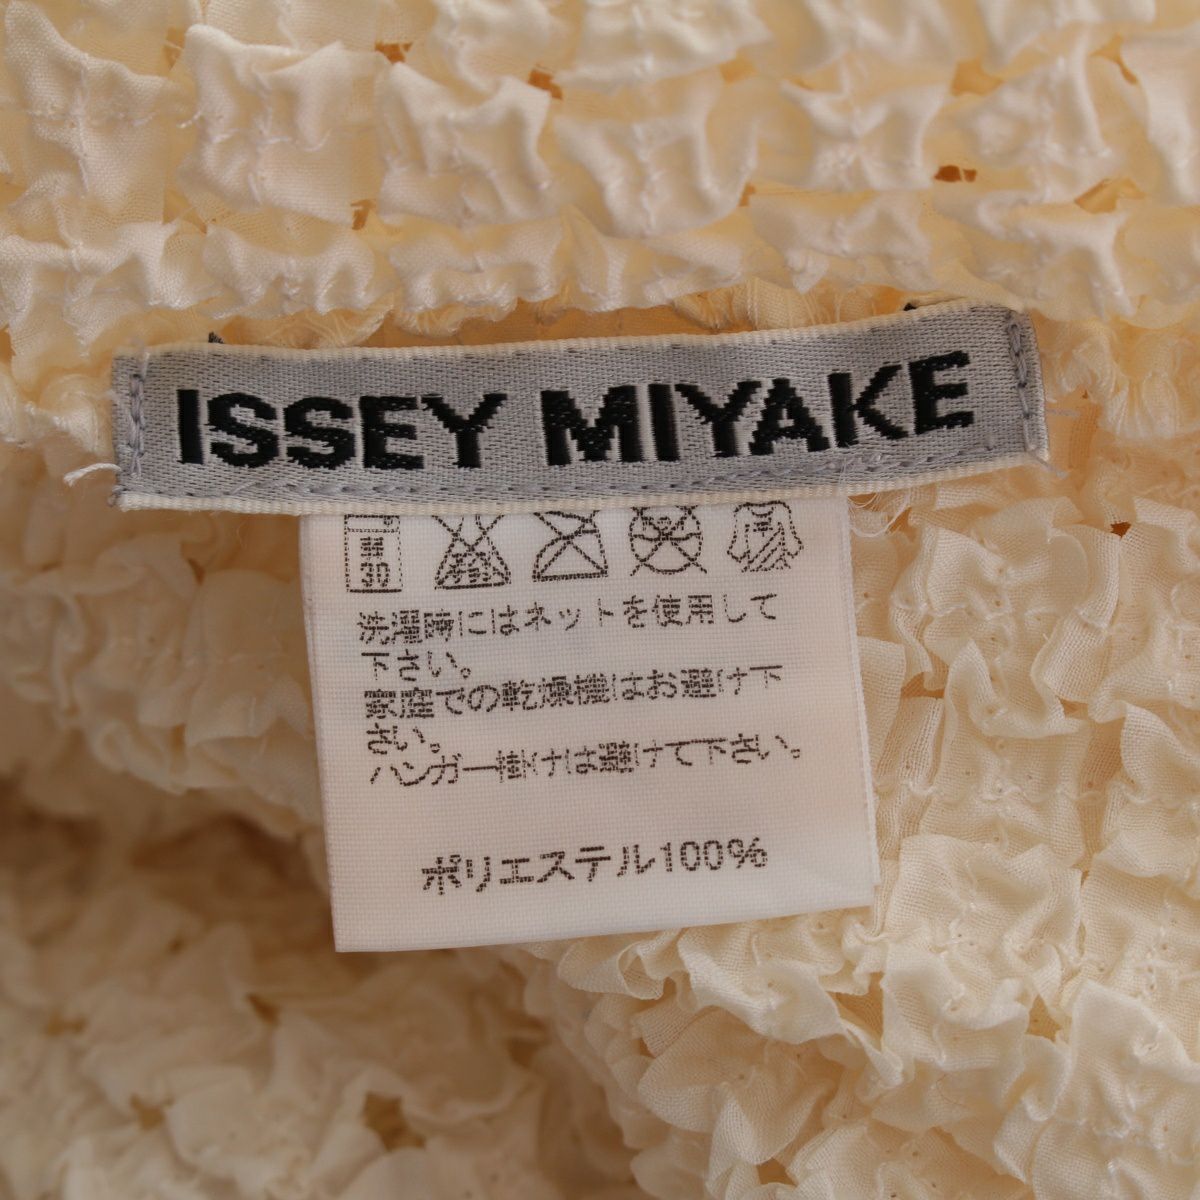 ISSEY MIYAKE
30
洗濯時にはネットを使用して
下さい。
家庭での乾燥機はお避け下
さい。
ハンガー掛けは避けて下さい。
ポリエステル100%